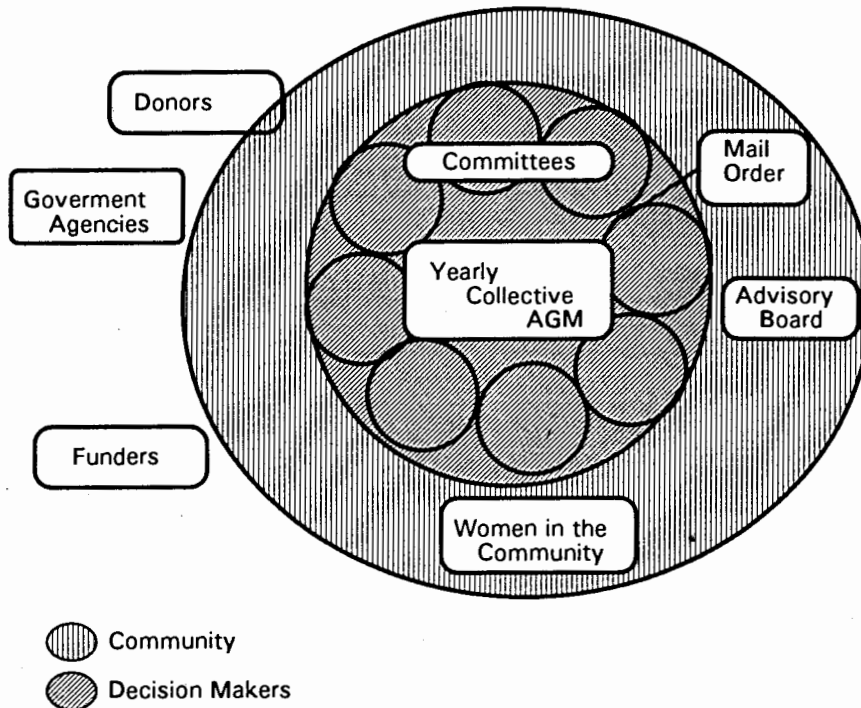 Donors
Goverment
Agencies
Funders
Committees
Yearly
Collective
AGM
Mail
Order
Advisory
Board
Women in the
Community
Community
Decision Makers